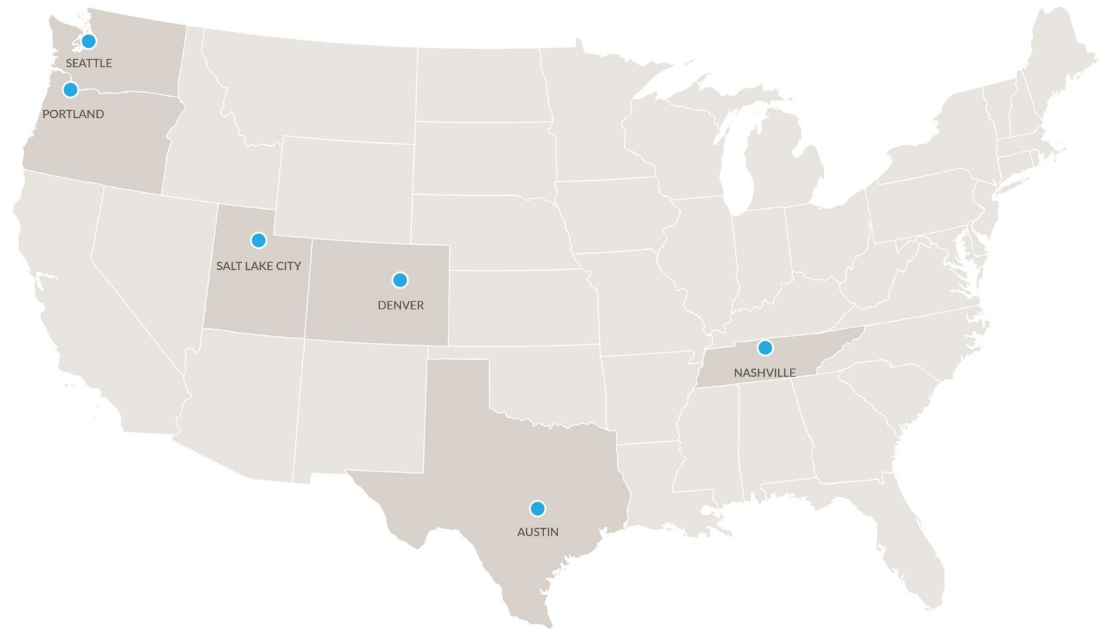 SEATTLE
PORTLAND
SALT LAKE CITY
DENVER
NASHVILLE
AUSTIN